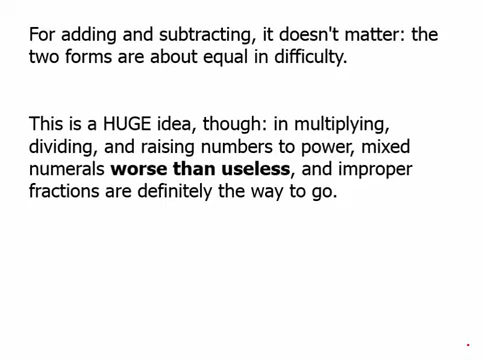 For adding and subtracting, it doesn't matter: the
two forms are about equal in difficulty.
This is a HUGE idea, though: in multiplying,
dividing, and raising numbers to power, mixed
numerals worse than useless, and improper
fractions are definitely the way to go.